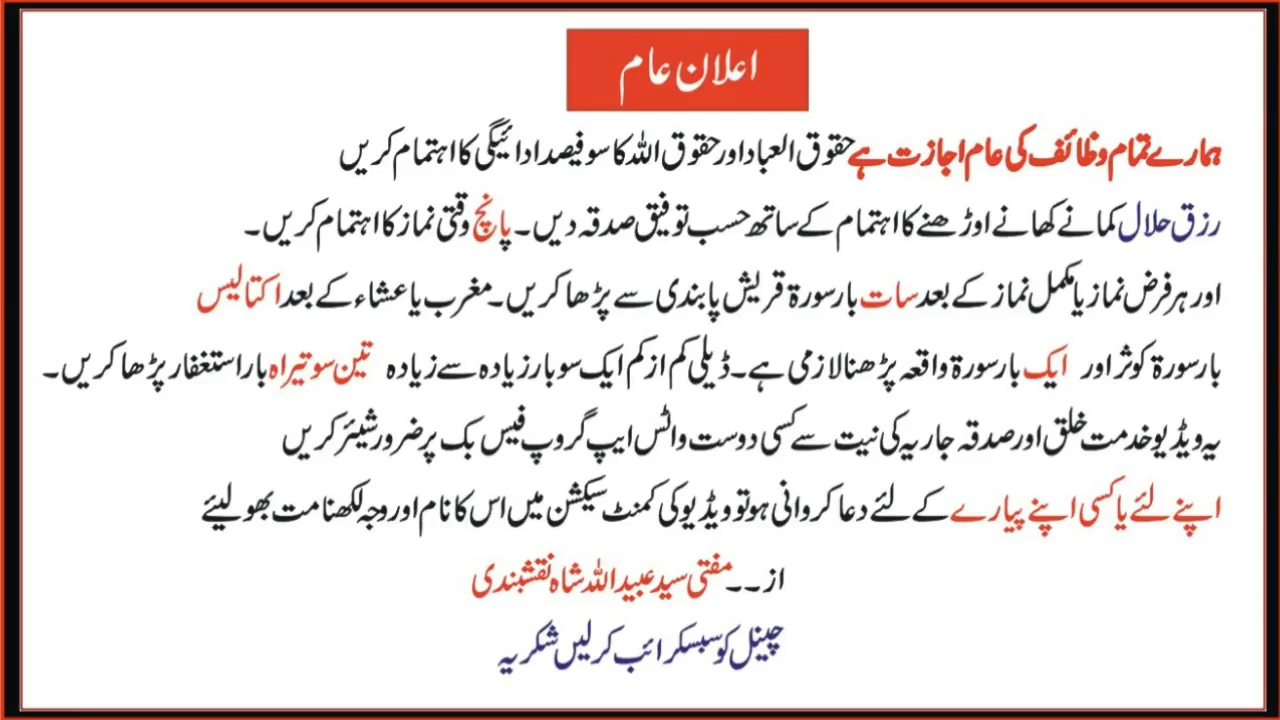 اعلان عام
ہمارے تمام وظائف کی عام اجازت ہے حقوق العباد اور حقوق اللہ کا سو فیصد ادائیگی کا اہتمام کریں
رزق حلال کمانے کھانے اوڑھنے کا اہتمام کے ساتھ حسب توفیق صدقہ دیں۔ پانچ وقتی نماز کا اہتمام کریں۔
اور ہر فرض نماز یا مکمل نماز کے بعد سات بار سورۃ قریش پابندی سے پڑھا کریں۔ مغرب یا عشاء کے بعد اکتالیس
بار سورۃ کوثر اور ایک بار سورۃ واقعہ پڑھنا لازمی ہے۔ ڈیلی کم از کم ایک سو بار زیادہ سے زیادہ تین سو تیراہ بار استغفار پڑھا کریں۔
یہ ویڈیو خدمت خلق اور صدقہ جاریہ کی نیت سے کسی دوست واٹس ایپ گروپ فیس بک پر ضرور شیئر کریں
اپنے لئے یا کسی اپنے پیارے کے لئے دعا کروانی ہو تو ویڈیو کی کمنٹ سیکشن میں اس کا نام اور وجہ لکھنا مت بھولیئے
از۔۔ مفتی سید عبید اللہ شاہ نقشبندی
چینل کو سبسکرائب کرلیں شکریہ